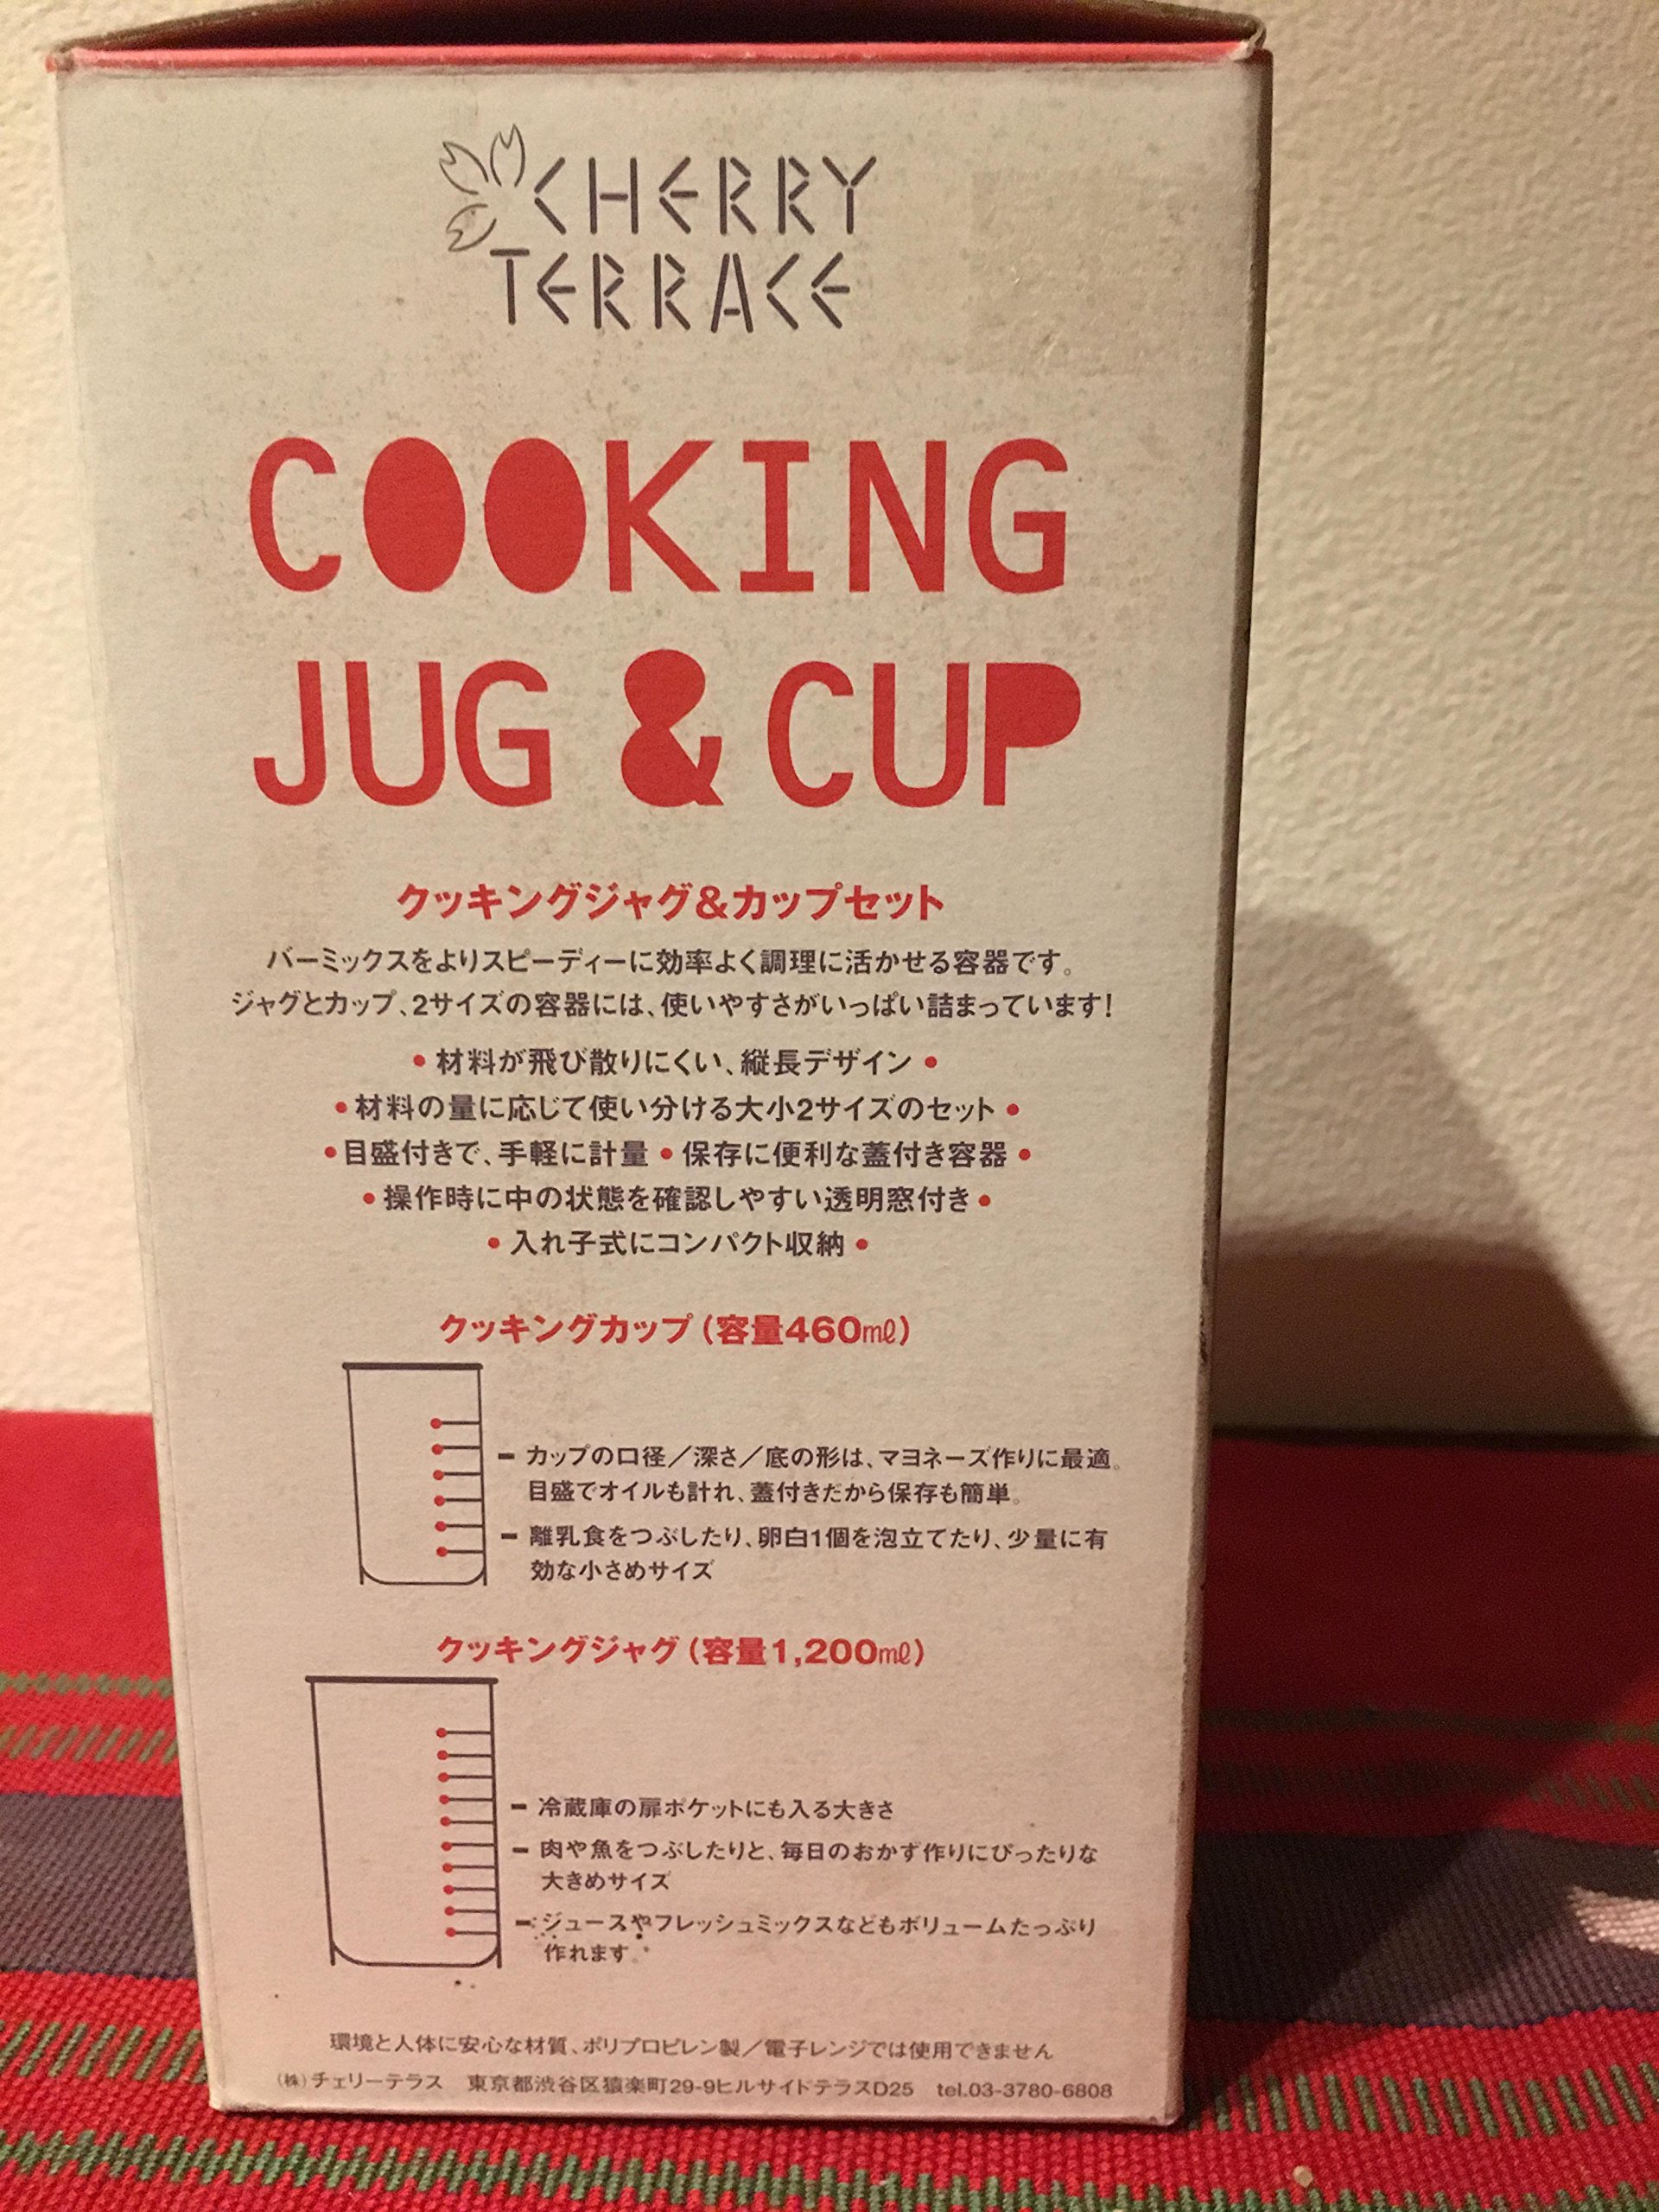 CHERRY
TERRACE
COOKING
JUG & CUP
クッキングジャグ&カップセット
バーミックスをよりスピーディーに効率よく調理に活かせる容器です。
ジャグとカップ、2サイズの容器には、使いやすさがいっぱい詰まっています!
● 材料が飛び散りにくい、縦長デザイン ●
● 材料の量に応じて使い分ける大小2サイズのセット ●
● 目盛付きで、手軽に計量 ● 保存に便利な蓋付き容器 ●
● 操作時に中の状態を確認しやすい透明窓付き ●
● 入れ子式にコンパクト収納 ●
クッキングカップ(容量460㎖)
- カップの口径/深さ/底の形は、マヨネーズ作りに最適。
目盛でオイルも計れ、蓋付きだから保存も簡単。
- 離乳食をつぶしたり、卵白1個を泡立てたり、少量に有
効な小さめサイズ
クッキングジャグ(容量1,200㎖)
- 冷蔵庫の扉ポケットにも入る大きさ
- 肉や魚をつぶしたりと、毎日のおかず作りにぴったりな
大きめサイズ
- ジュースやフレッシュミックスなどもボリュームたっぷり
作れます。
環境と人体に安心な材質、ポリプロピレン製/電子レンジでは使用できません
(株)チェリーテラス 東京都渋谷区猿楽町29-9ヒルサイドテラスD25 tel.03-3780-6808